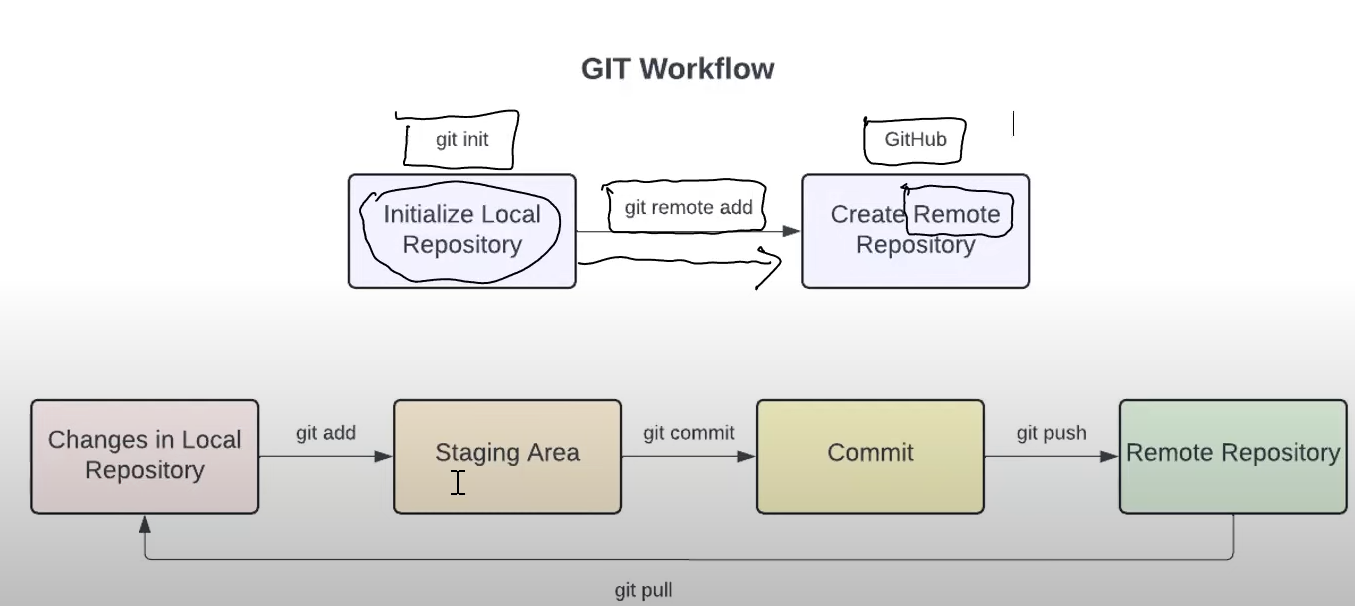 GIT Workflow
git init
GitHub
Initialize Local
Repository
git remote add
Create Remote
Repository
Changes in Local
Repository
git add
Staging Area
git commit
Commit
git push
Remote Repository
git pull